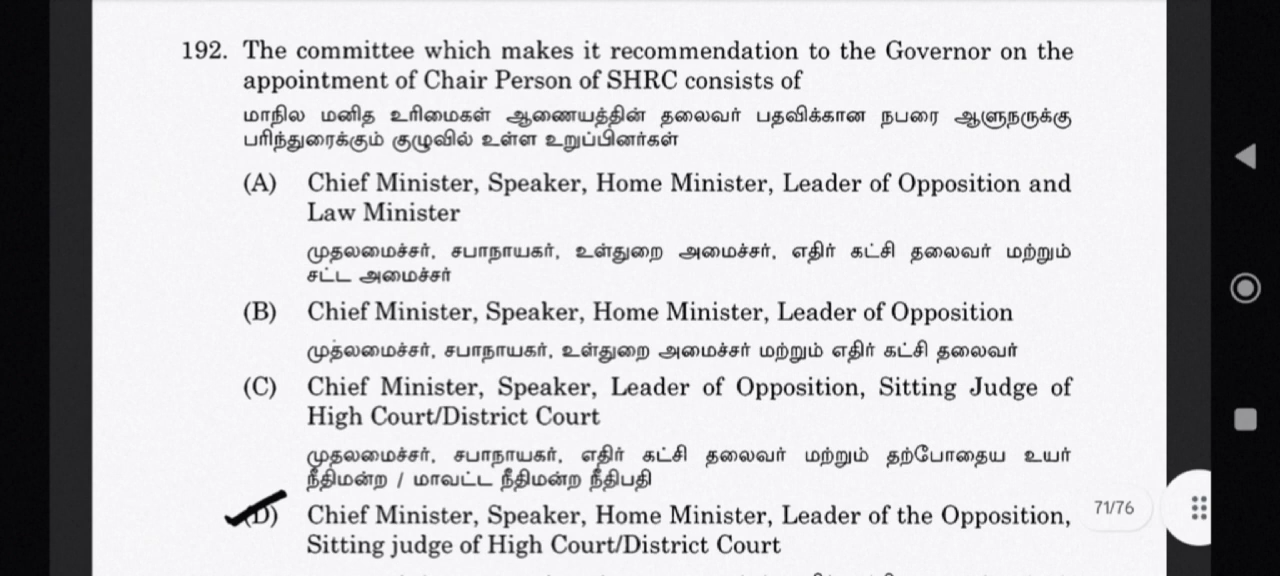 192. The committee which makes it recommendation to the Governor on the
appointment of Chair Person of SHRC consists of
மாநில மனித உரிமைகள் ஆணையத்தின் தலைவர் பதவிக்கான நபரை ஆளுநருக்கு
பரிந்துரைக்கும் குழுவில் உள்ள உறுப்பினர்கள்
(A) Chief Minister, Speaker, Home Minister, Leader of Opposition and
Law Minister
முதலமைச்சர், சபாநாயகர், உள்துறை அமைச்சர், எதிர் கட்சி தலைவர் மற்றும்
சட்ட அமைச்சர்
(B) Chief Minister, Speaker, Home Minister, Leader of Opposition
முதலமைச்சர், சபாநாயகர், உள்துறை அமைச்சர் மற்றும் எதிர் கட்சி தலைவர்
(C) Chief Minister, Speaker, Leader of Opposition, Sitting Judge of
High Court/District Court
முதலமைச்சர், சபாநாயகர், எதிர் கட்சி தலைவர் மற்றும் தற்போதைய உயர்
நீதிமன்ற / மாவட்ட நீதிமன்ற நீதிபதி
(D) Chief Minister, Speaker, Home Minister, Leader of the Opposition,
Sitting judge of High Court/District Court
71/76